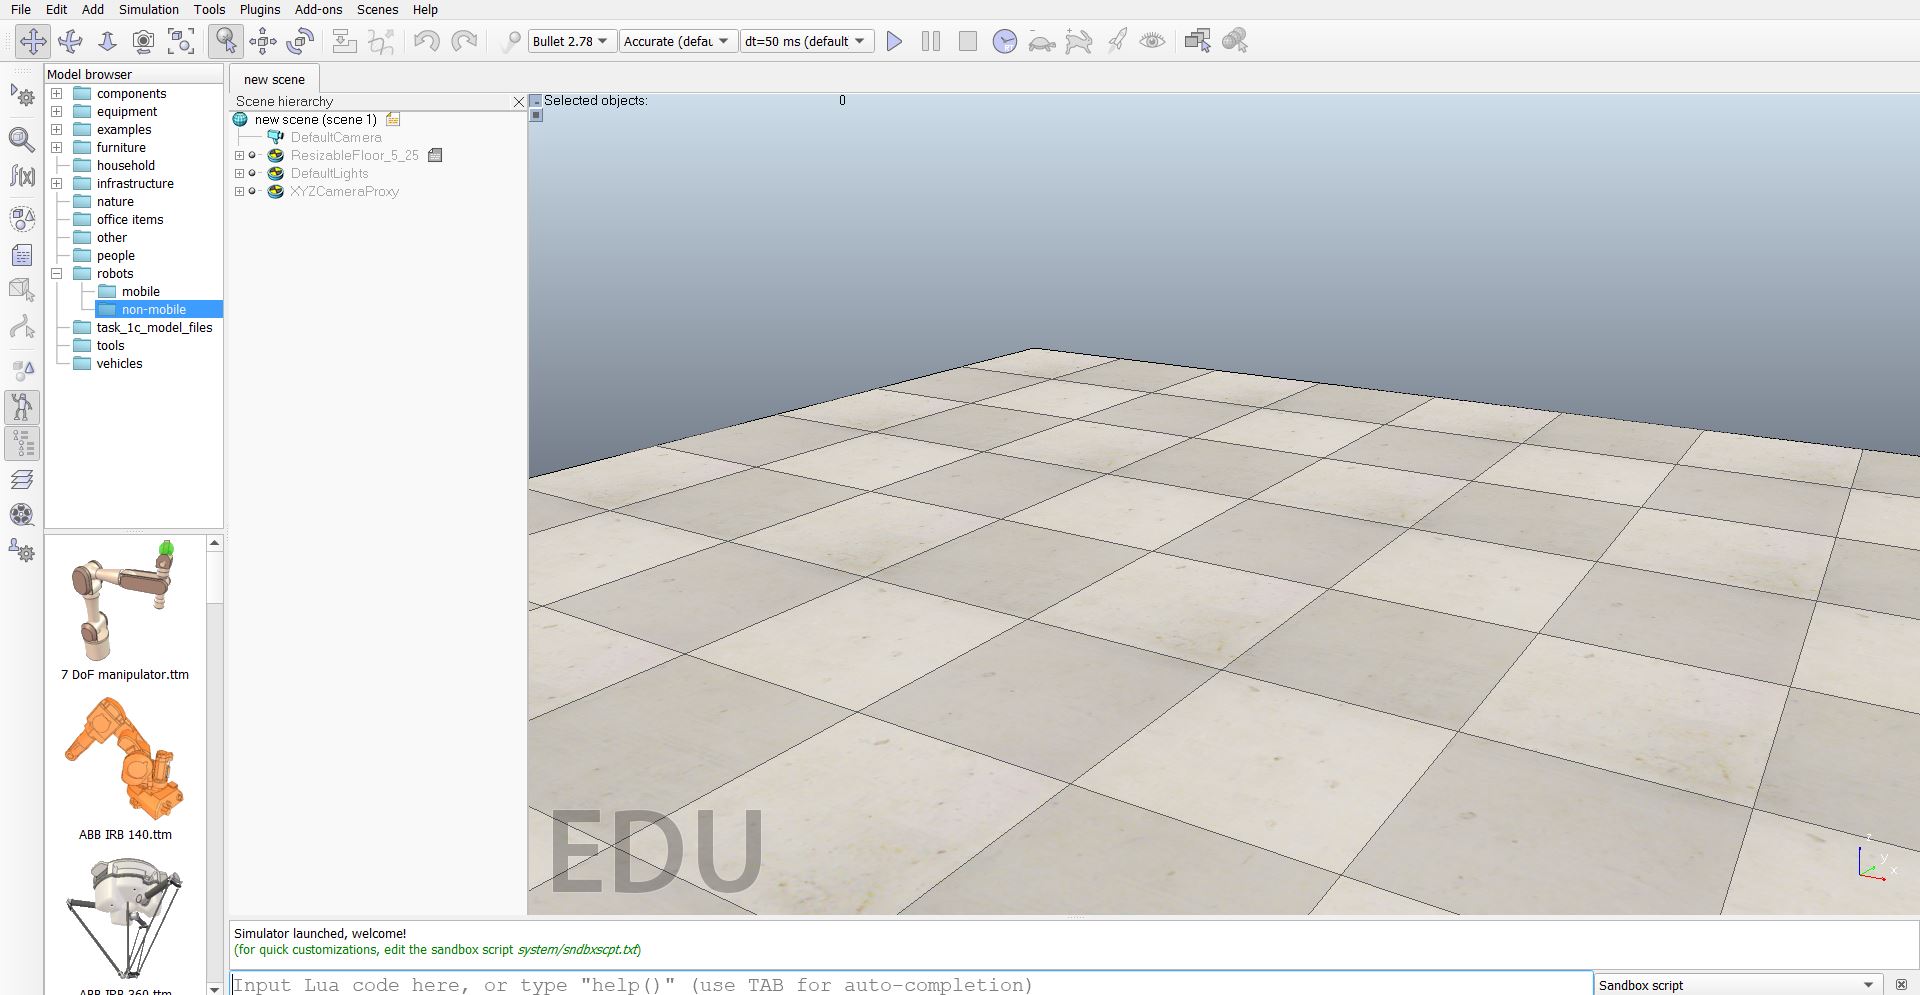 File Edit Add Simulation Tools Plugins Add-ons Scenes Help
Bullet 2.78 Accurate (defau dt=50 ms (default
Model browser
components
equipment
examples
furniture
household
infrastructure
nature
office items
other
people
robots
mobile
non-mobile
task_1c_model_files
tools
vehicles
7 DoF manipulator.ttm
ABB IRB 140.ttm
ABB IRB 360.ttm
new scene
Scene hierarchy
new scene (scene 1)
DefaultCamera
ResizableFloor_5_25
DefaultLights
XYZCameraProxy
Selected objects: 0
EDU
z
y
x
Simulator launched, welcome!
(for quick customizations, edit the sandbox script system/sndbxscpt.txt)
Input Lua code here, or type "help()" (use TAB for auto-completion)
Sandbox script